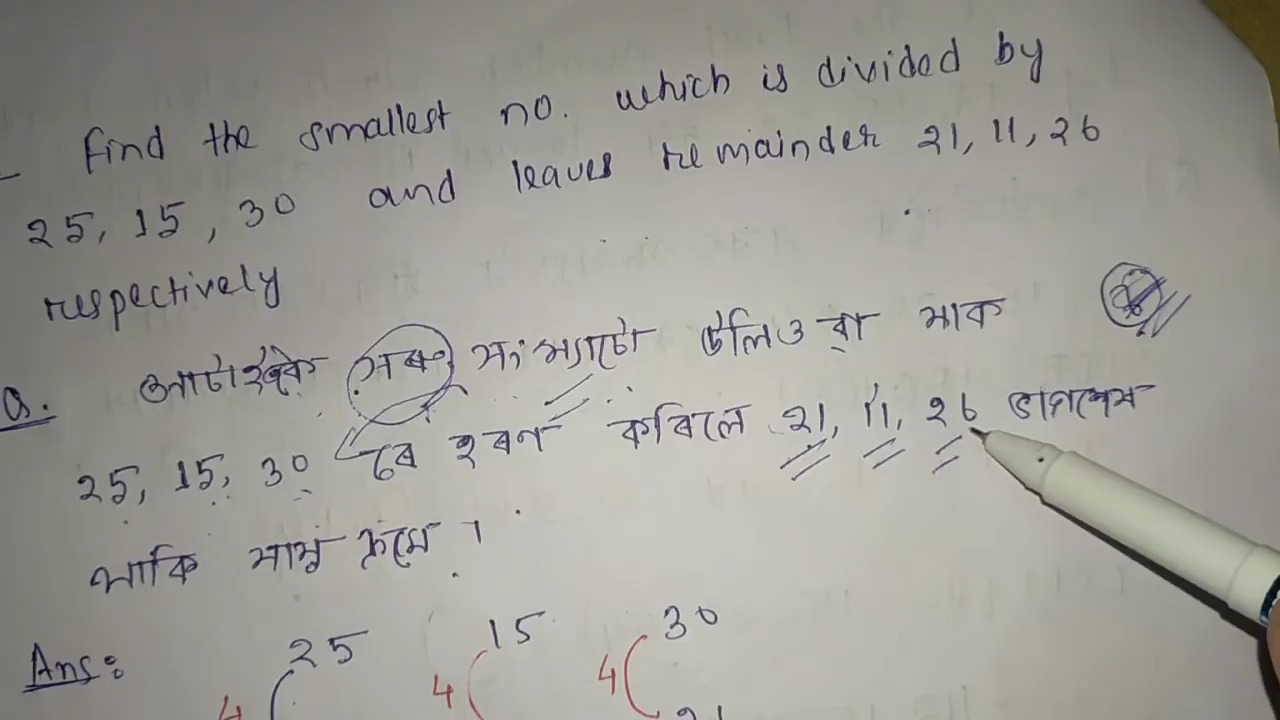 Find the smallest no. which is divided by
25, 15, 30 and leaves remainder 21, 11, 26
respectively
Q. আটাইতকৈ সৰু সংখ্যাটো উলিওৱা যাক
25, 15, 30 ৰে হৰণ কৰিলে 21, 11, 26 ভাগশেষ
থাকি যায় ক্ৰমে ।
Ans:
25 15 30
4 4 4
21